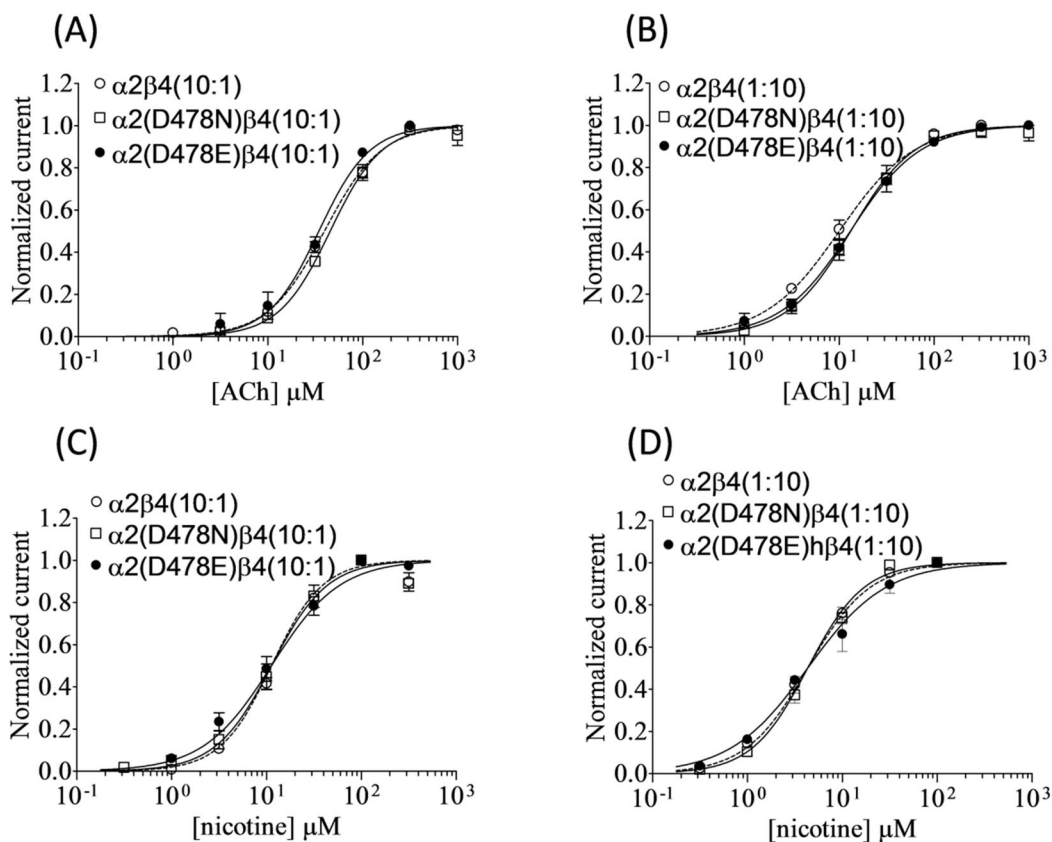 (A)
α2β4(10:1)
α2(D478N)β4(10:1)
α2(D478E)β4(10:1)
Normalized current
1.2
1.0
0.8
0.6
0.4
0.2
0.0
10⁻¹ 10⁰ 10¹ 10² 10³
[ACh] μM
(B)
α2β4(1:10)
α2(D478N)β4(1:10)
α2(D478E)β4(1:10)
Normalized current
1.2
1.0
0.8
0.6
0.4
0.2
0.0
10⁻¹ 10⁰ 10¹ 10² 10³
[ACh] μM
(C)
α2β4(10:1)
α2(D478N)β4(10:1)
α2(D478E)β4(10:1)
Normalized current
1.2
1.0
0.8
0.6
0.4
0.2
0.0
10⁻¹ 10⁰ 10¹ 10² 10³
[nicotine] μM
(D)
α2β4(1:10)
α2(D478N)β4(1:10)
α2(D478E)hβ4(1:10)
Normalized current
1.2
1.0
0.8
0.6
0.4
0.2
0.0
10⁻¹ 10⁰ 10¹ 10² 10³
[nicotine] μM